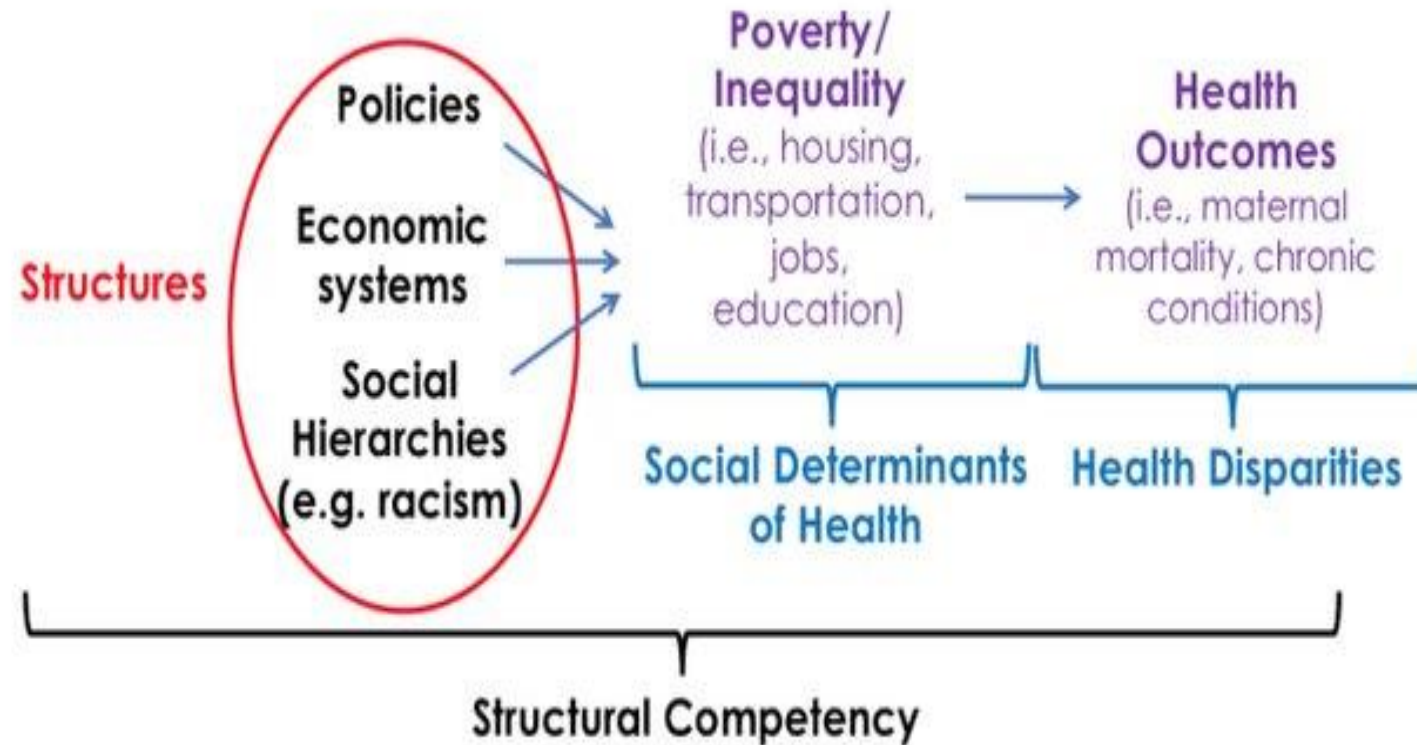 Structures
Policies
Economic
systems
Social
Hierarchies
(e.g. racism)
Poverty/
Inequality
(i.e., housing,
transportation,
jobs,
education)
Health
Outcomes
(i.e., maternal
mortality, chronic
conditions)
Social Determinants
of Health
Health Disparities
Structural Competency